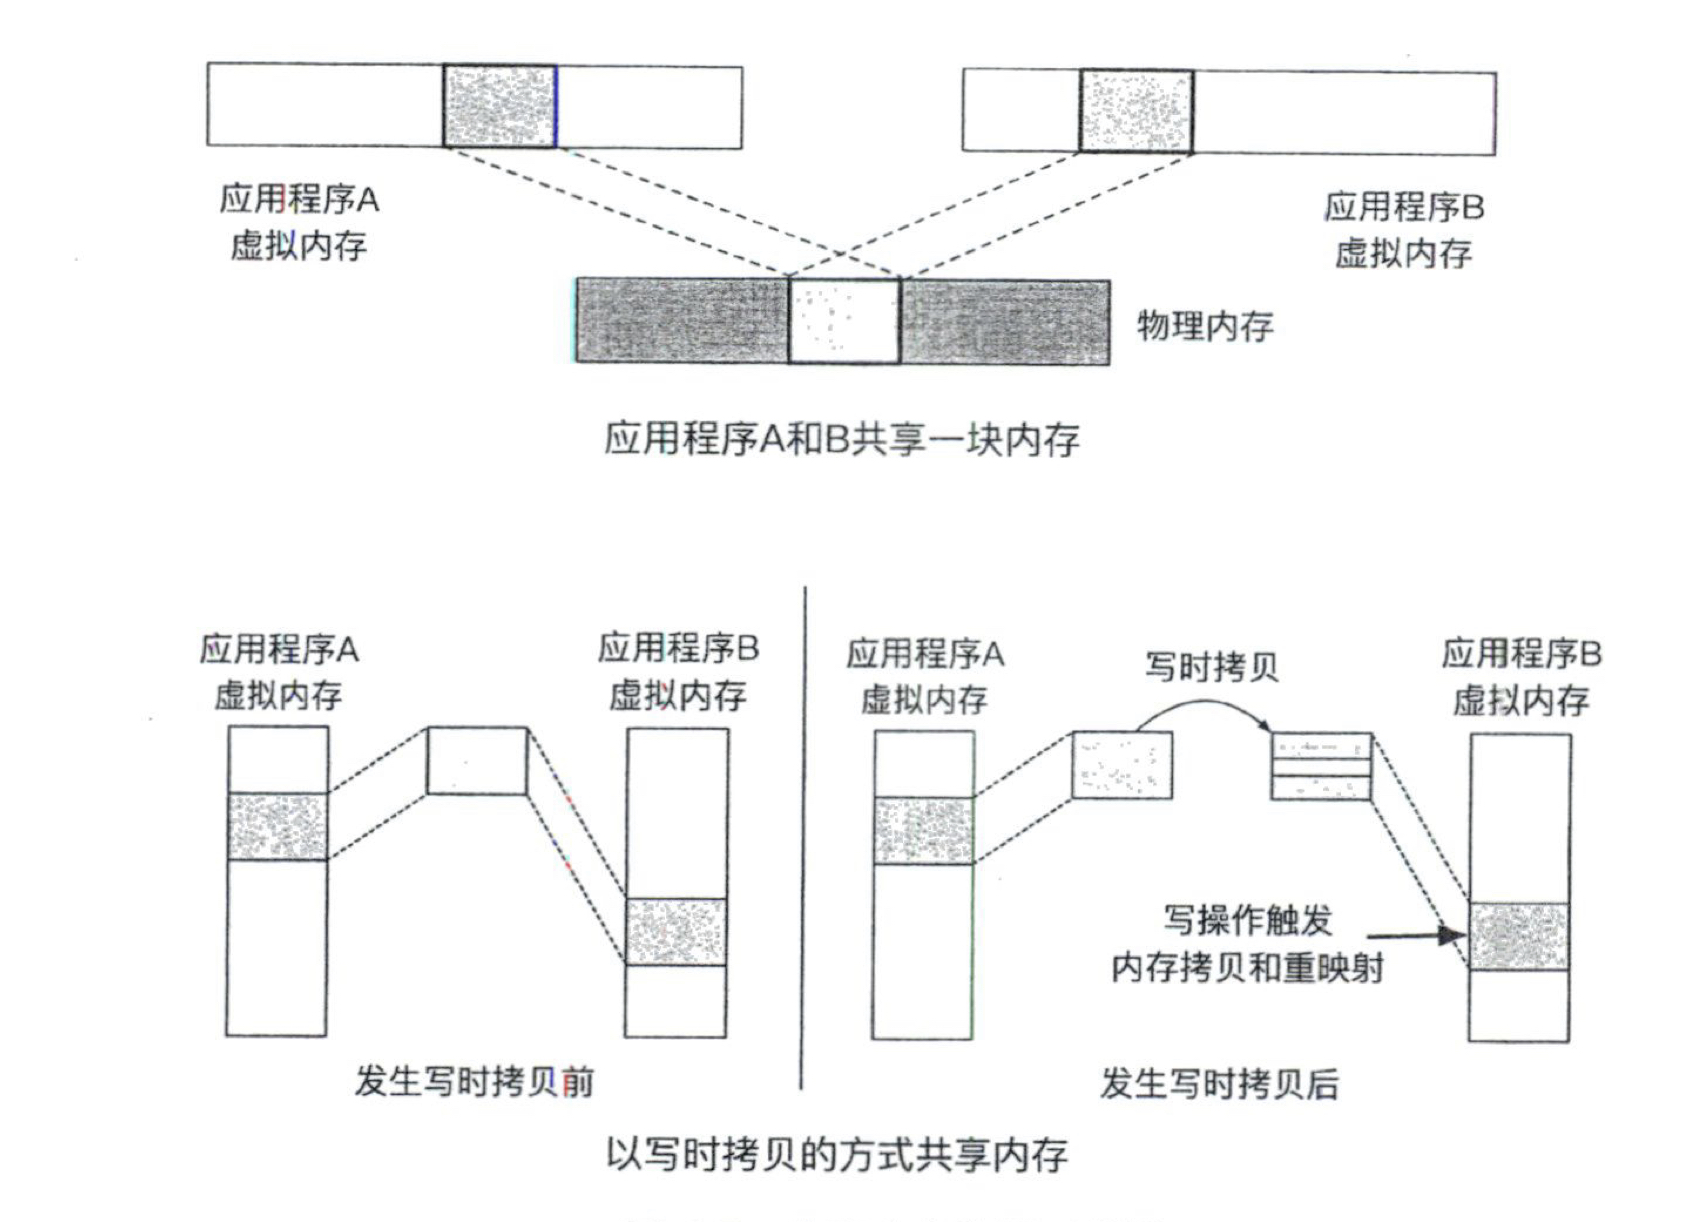 应用程序A
虚拟内存
应用程序B
虚拟内存
物理内存
应用程序A和B共享一块内存
应用程序A
虚拟内存
应用程序B
虚拟内存
发生写时拷贝前
应用程序A
虚拟内存
写时拷贝
应用程序B
虚拟内存
写操作触发
内存拷贝和重映射
发生写时拷贝后
以写时拷贝的方式共享内存